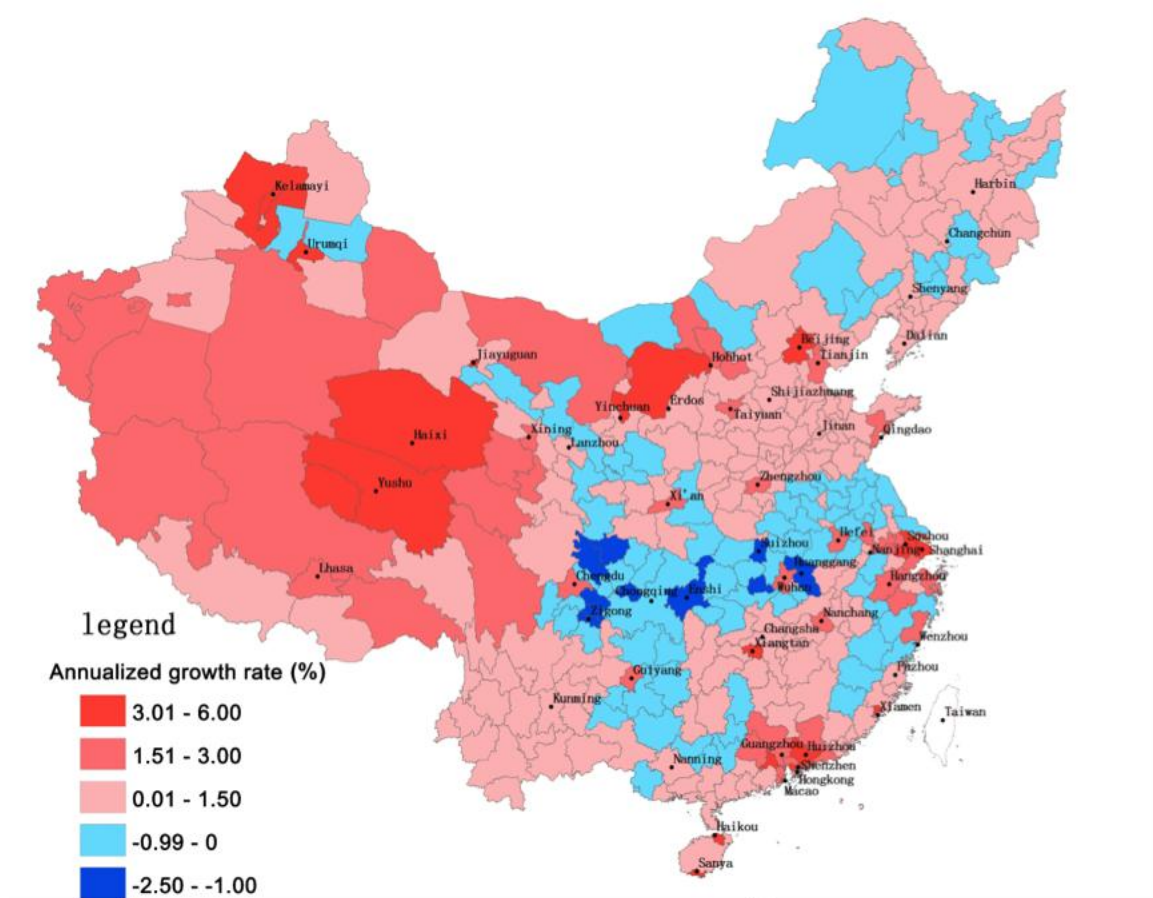 Kelamayi
Harbin
Urumqi
Changchun
Shenyang
Beijing
Dalian
Jiayuguan
Hohhot
Tianjin
Shijiazhuang
Yinchuan
Erdos
Taiyuan
Haixi
Xining
Jinan
Qingdao
Lanzhou
Yushu
Zhengzhou
Xi'an
Hefei
Suzhou
Suizhou
Nanjing
Shanghai
Lhasa
Huanggang
Chengdu
Hangzhou
Chongqing
Enshi
Wuhan
Zigong
Nanchang
legend
Changsha
Wenzhou
Xiangtan
Annualized growth rate (%)
Guiyang
Fuzhou
Kunming
Xiamen
3.01 - 6.00
Taiwan
Guangzhou
Huizhou
1.51 - 3.00
Nanning
Shenzhen
Hongkong
Macao
0.01 - 1.50
Haikou
-0.99 - 0
Sanya
-2.50 - -1.00